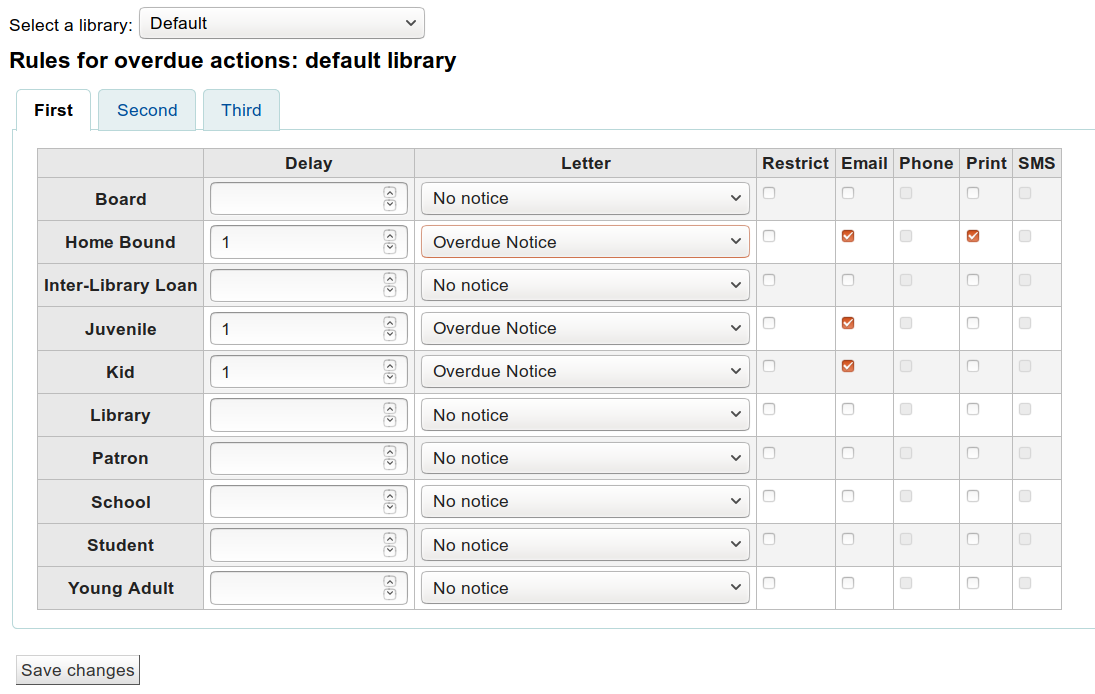 Select a library: Default
Rules for overdue actions: default library
First Second Third
Delay Letter Restrict Email Phone Print SMS
Board No notice
Home Bound 1 Overdue Notice
Inter-Library Loan No notice
Juvenile 1 Overdue Notice
Kid 1 Overdue Notice
Library No notice
Patron No notice
School No notice
Student No notice
Young Adult No notice
Save changes